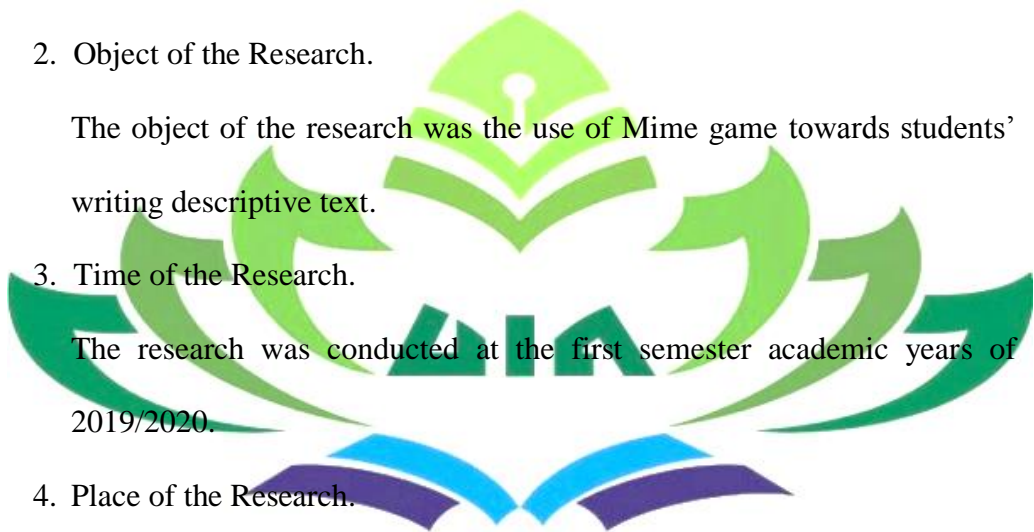 2. Object of the Research.
The object of the research was the use of Mime game towards students’
writing descriptive text.
3. Time of the Research.
The research was conducted at the first semester academic years of
2019/2020.
4. Place of the Research.